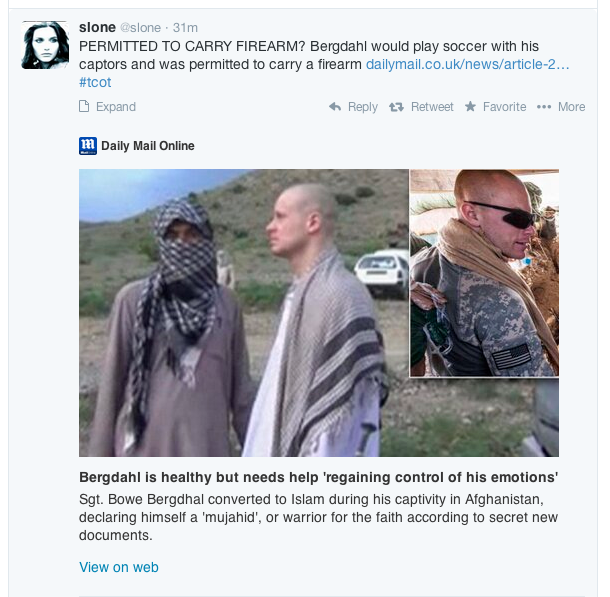 slone @slone · 31m
PERMITTED TO CARRY FIREARM? Bergdahl would play soccer with his
captors and was permitted to carry a firearm dailymail.co.uk/news/article-2…
#tcot
Expand Reply Retweet Favorite ••• More
Daily Mail Online
Bergdahl is healthy but needs help 'regaining control of his emotions'
Sgt. Bowe Bergdhal converted to Islam during his captivity in Afghanistan,
declaring himself a 'mujahid', or warrior for the faith according to secret new
documents.
View on web